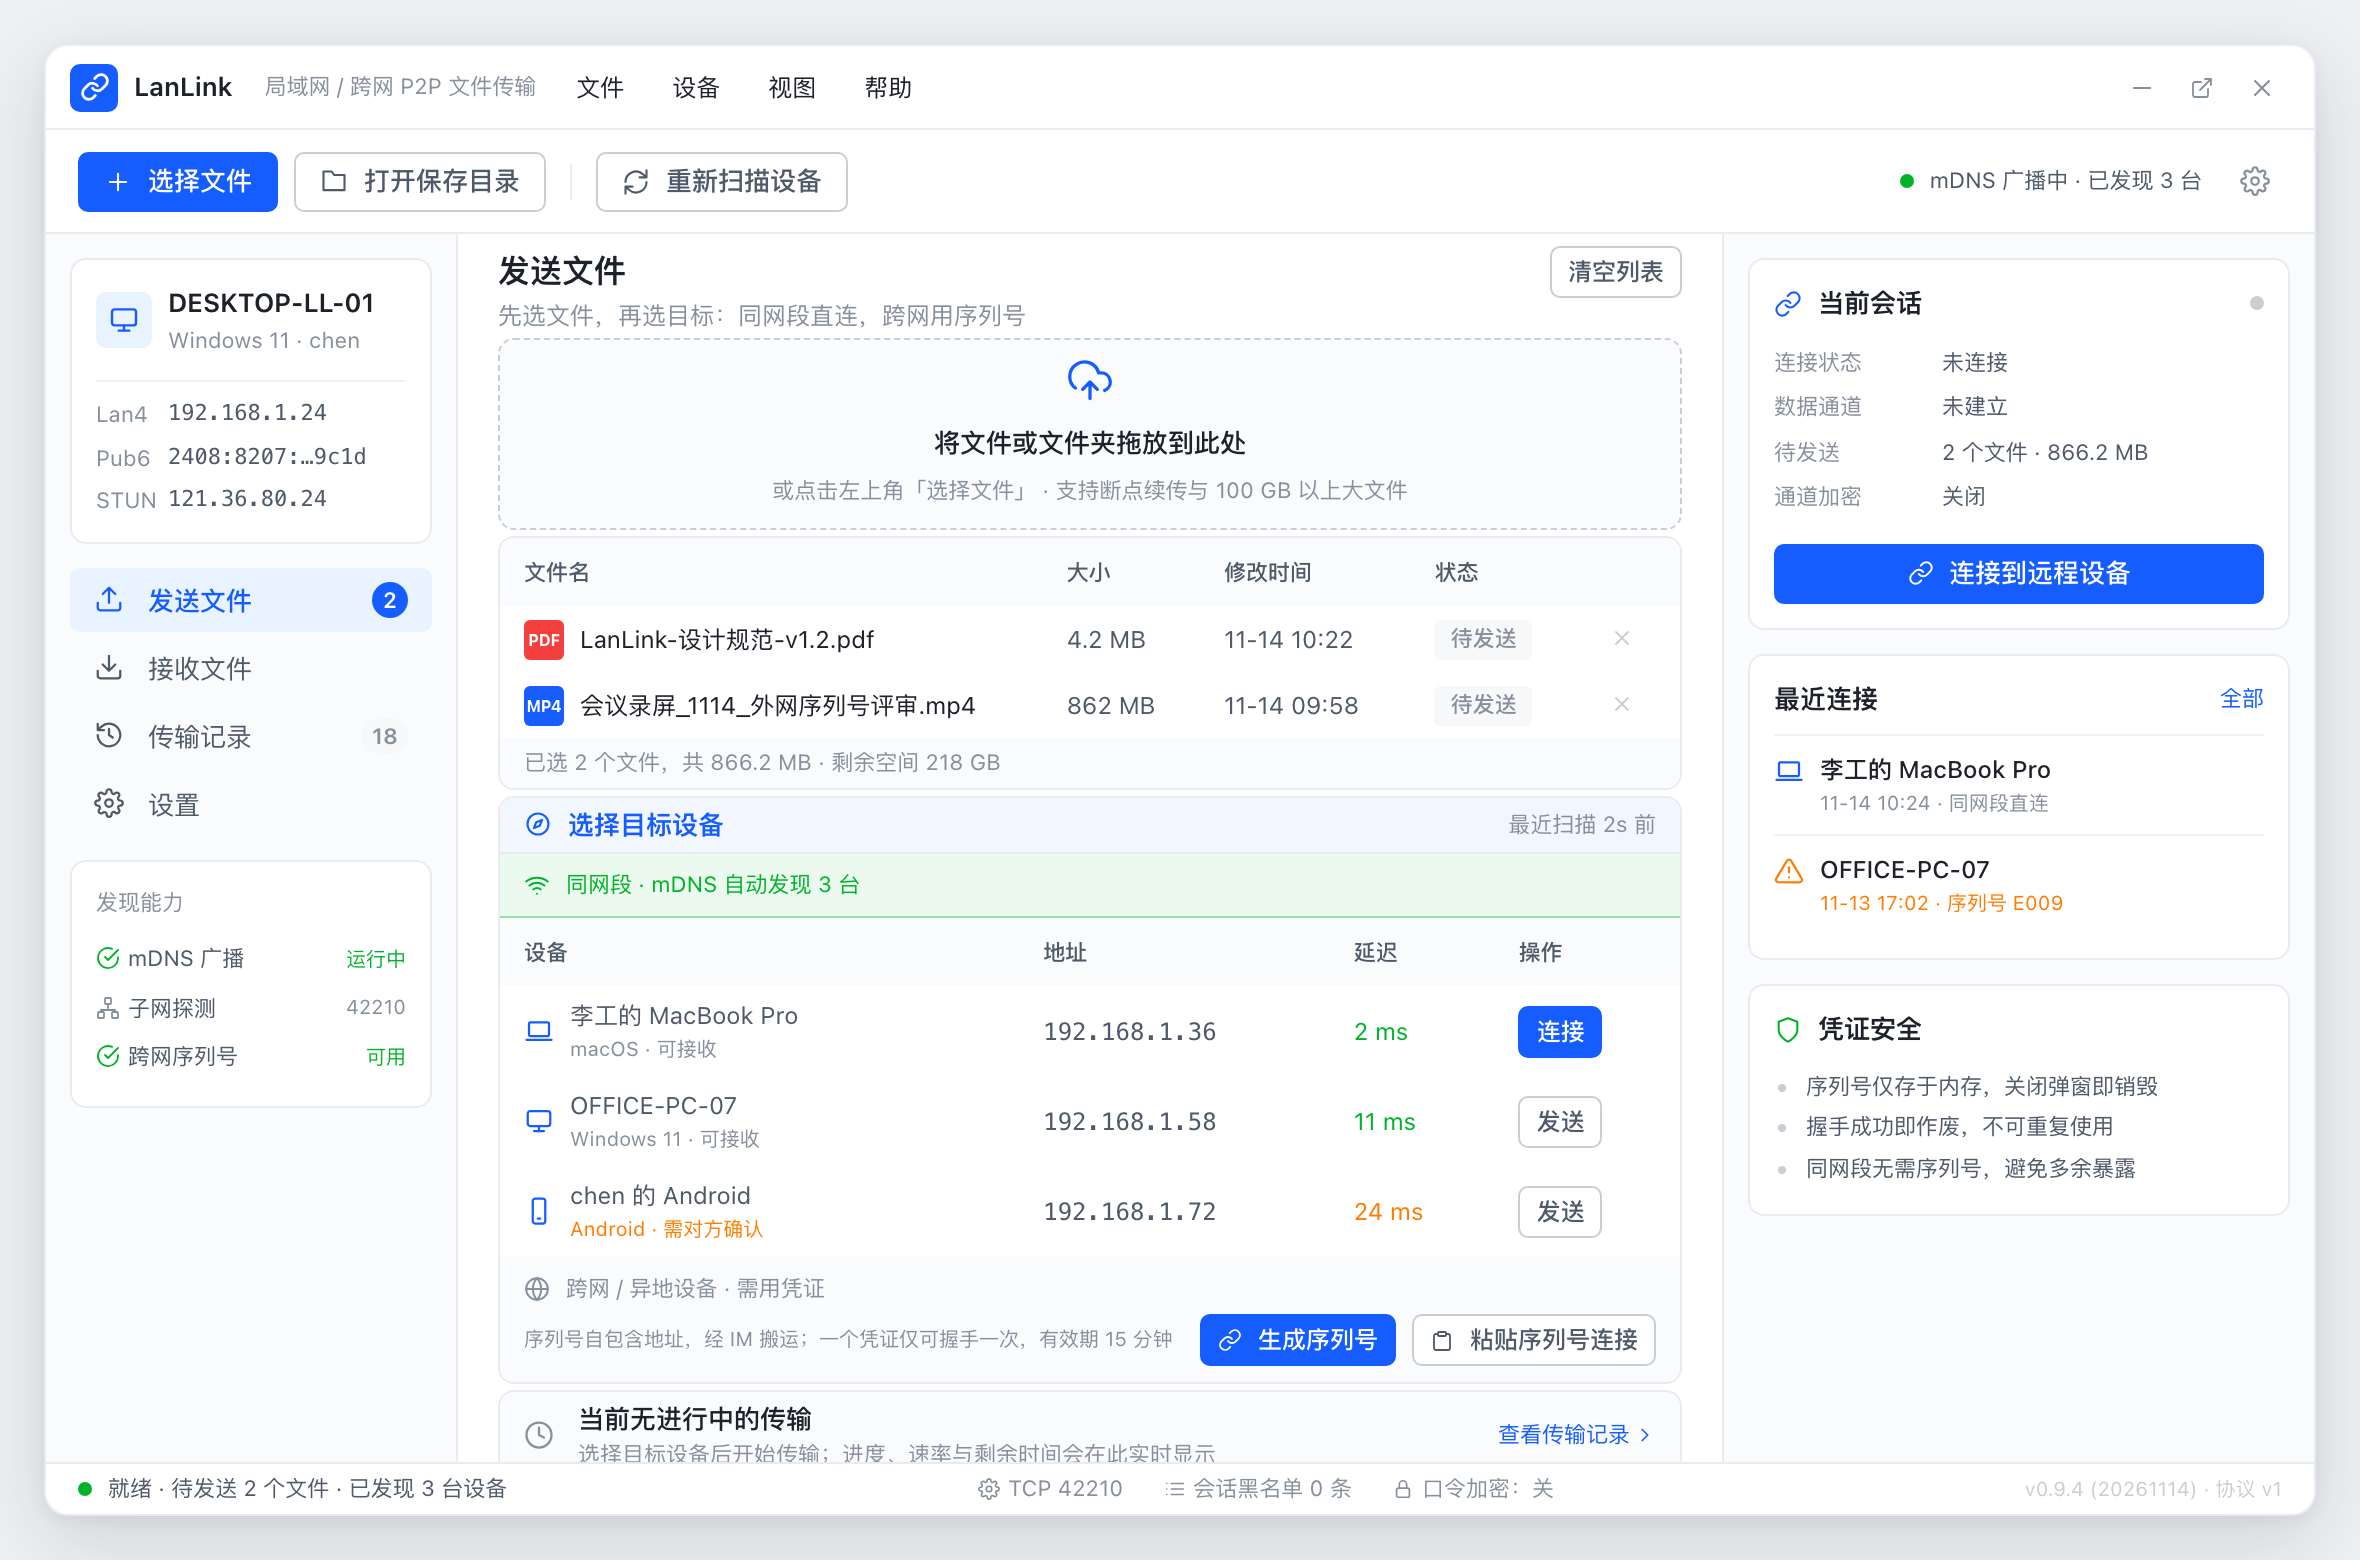 LanLink 局域网 / 跨网 P2P 文件传输 文件 设备 视图 帮助
选择文件 打开保存目录 重新扫描设备 mDNS 广播中 · 已发现 3 台
DESKTOP-LL-01
Windows 11 · chen
Lan4 192.168.1.24
Pub6 2408:8207:…9c1d
STUN 121.36.80.24
发送文件 2
接收文件
传输记录 18
设置
发现能力
mDNS 广播 运行中
子网探测 42210
跨网序列号 可用
发送文件 清空列表
先选文件，再选目标：同网段直连，跨网用序列号
将文件或文件夹拖放到此处
或点击左上角「选择文件」 · 支持断点续传与 100 GB 以上大文件
文件名 大小 修改时间 状态
PDF LanLink-设计规范-v1.2.pdf 4.2 MB 11-14 10:22 待发送
MP4 会议录屏_1114_外网序列号评审.mp4 862 MB 11-14 09:58 待发送
已选 2 个文件，共 866.2 MB · 剩余空间 218 GB
选择目标设备 最近扫描 2s 前
同网段 · mDNS 自动发现 3 台
设备 地址 延迟 操作
李工的 MacBook Pro 192.168.1.36 2 ms 连接
macOS · 可接收
OFFICE-PC-07 192.168.1.58 11 ms 发送
Windows 11 · 可接收
chen 的 Android 192.168.1.72 24 ms 发送
Android · 需对方确认
跨网 / 异地设备 · 需用凭证
序列号自包含地址，经 IM 搬运；一个凭证仅可握手一次，有效期 15 分钟 生成序列号 粘贴序列号连接
当前无进行中的传输 查看传输记录
选择目标设备后开始传输；进度、速率与剩余时间会在此实时显示
当前会话
连接状态 未连接
数据通道 未建立
待发送 2 个文件 · 866.2 MB
通道加密 关闭
连接到远程设备
最近连接 全部
李工的 MacBook Pro
11-14 10:24 · 同网段直连
OFFICE-PC-07
11-13 17:02 · 序列号 E009
凭证安全
序列号仅存于内存，关闭弹窗即销毁
握手成功即作废，不可重复使用
同网段无需序列号，避免多余暴露
就绪 · 待发送 2 个文件 · 已发现 3 台设备 TCP 42210 会话黑名单 0 条 口令加密：关 v0.9.4 (20261114) · 协议 v1